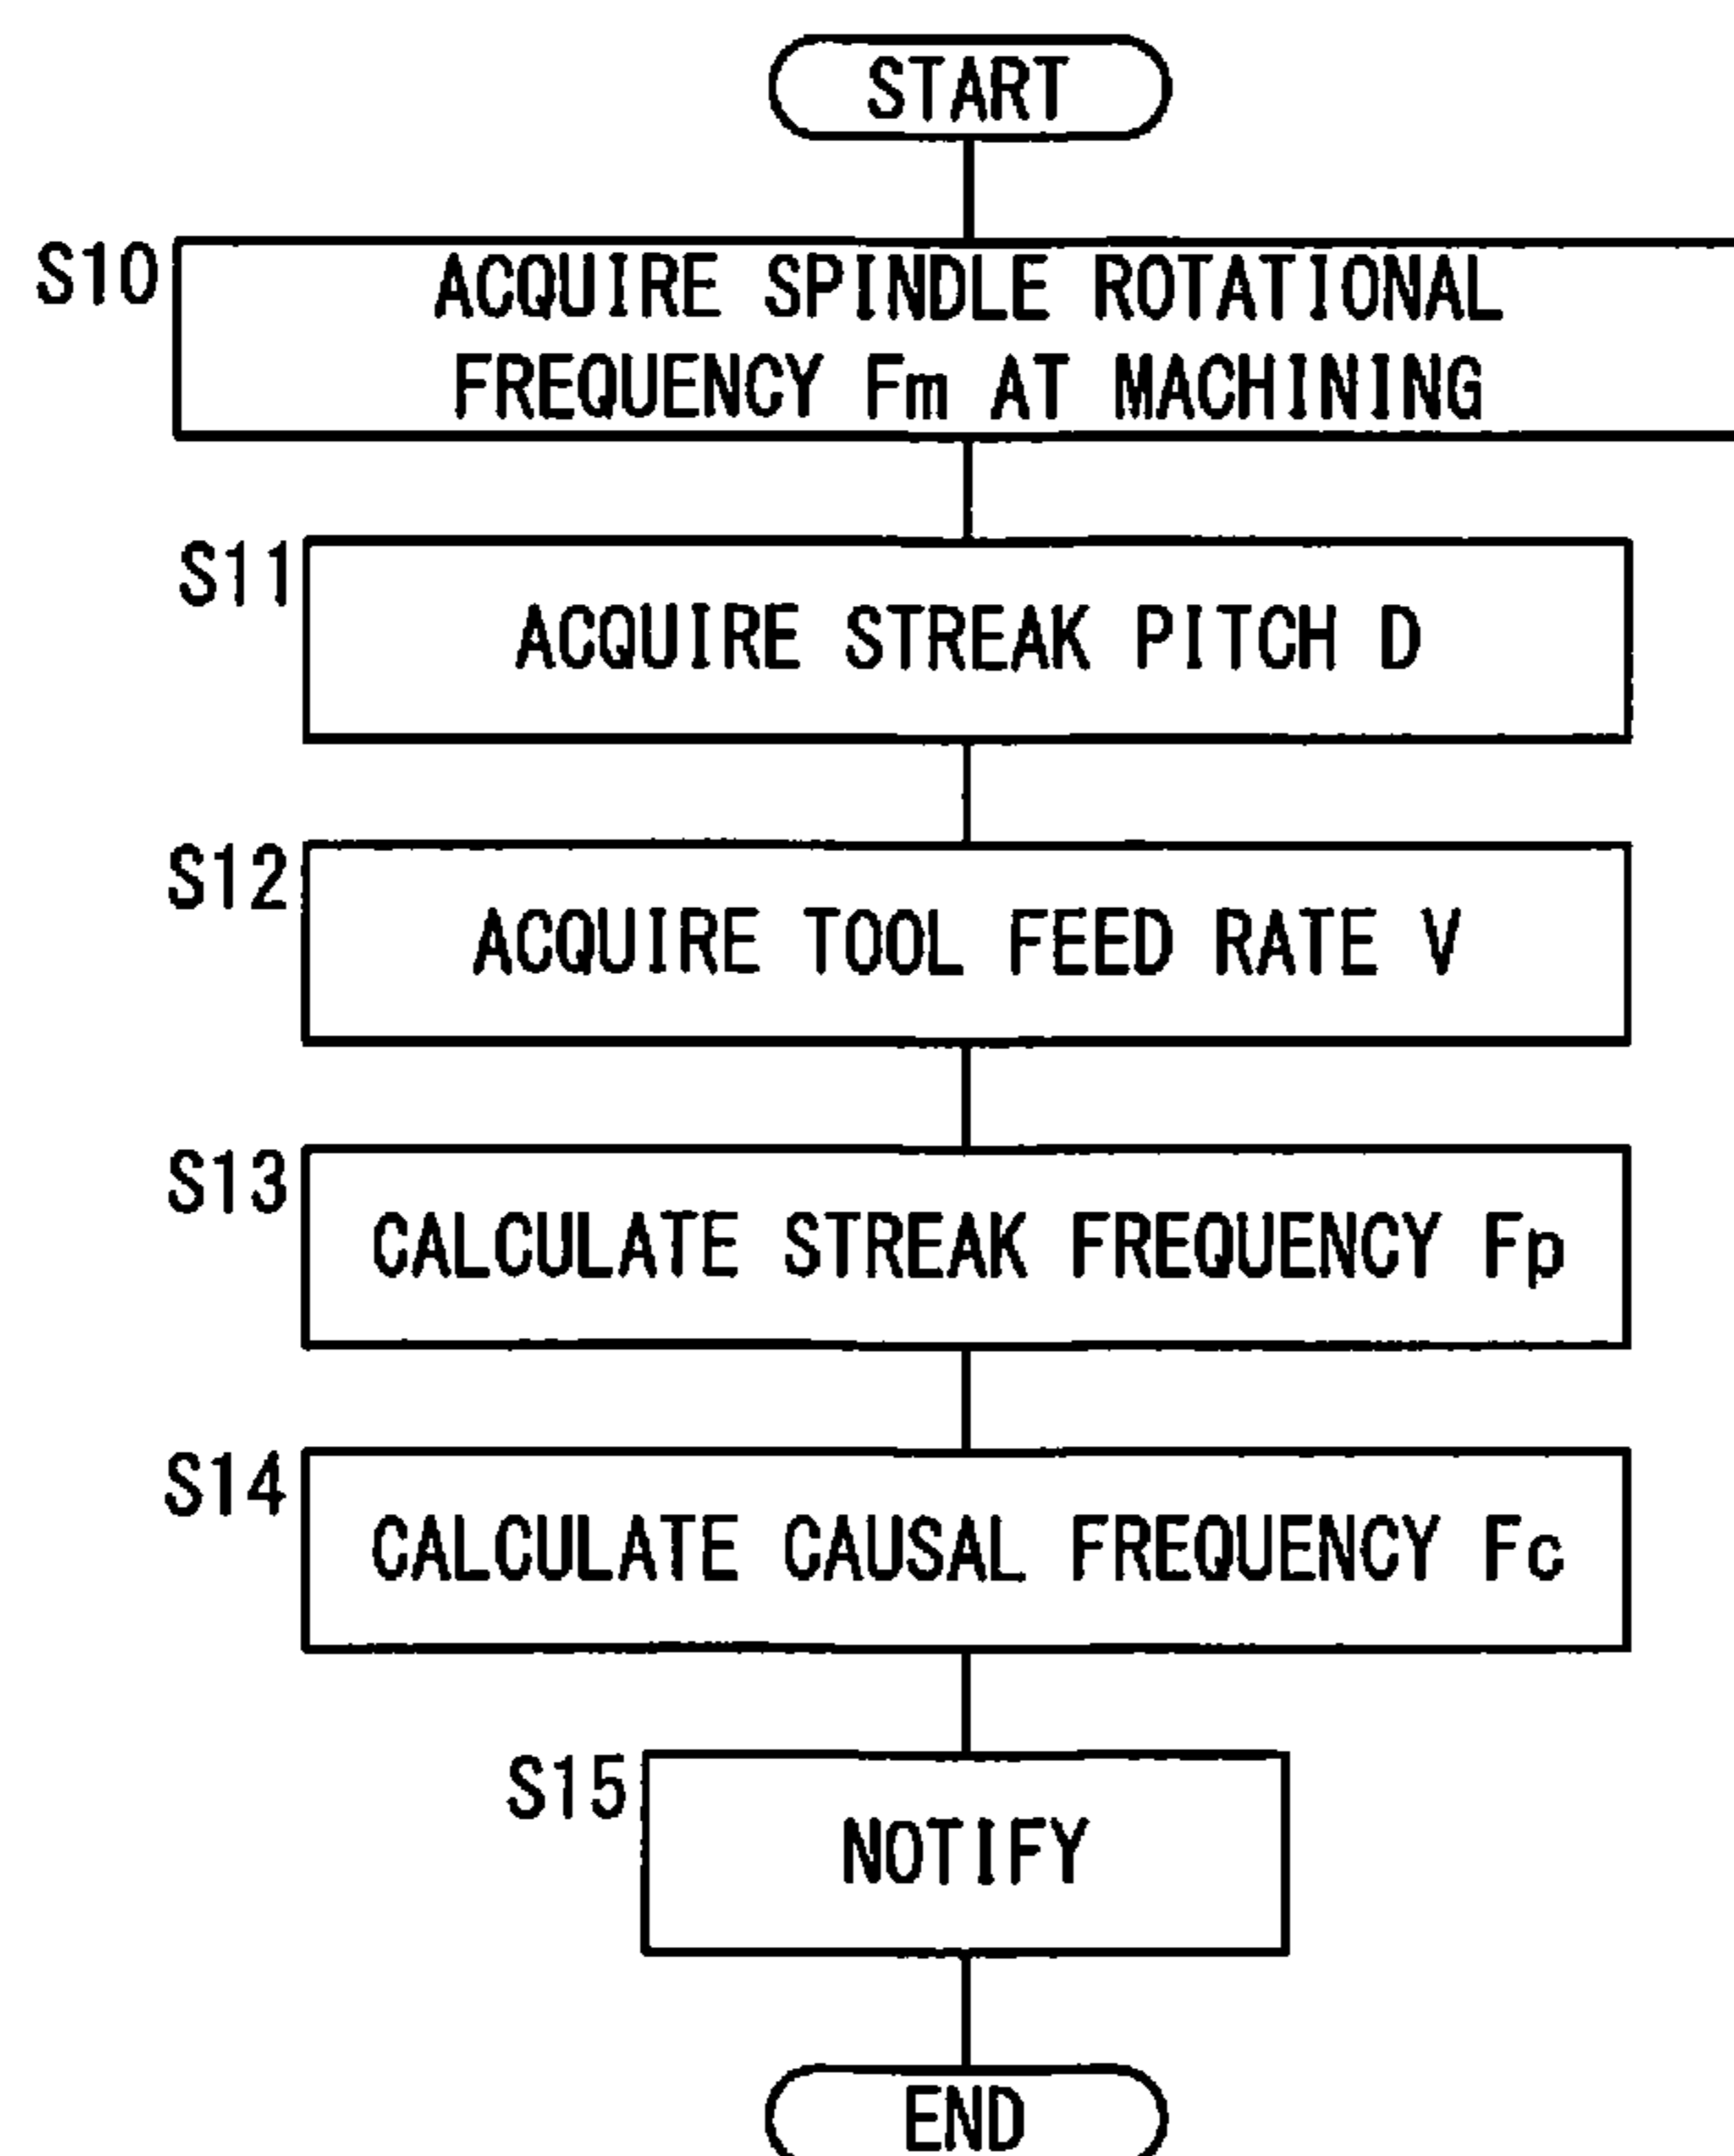 START
S10
ACQUIRE SPINDLE ROTATIONAL
FREQUENCY Fm AT MACHINING
S11
ACQUIRE STREAK PITCH D
S12
ACQUIRE TOOL FEED RATE V
S13
CALCULATE STREAK FREQUENCY Fp
S14
CALCULATE CAUSAL FREQUENCY Fc
S15
NOTIFY
END